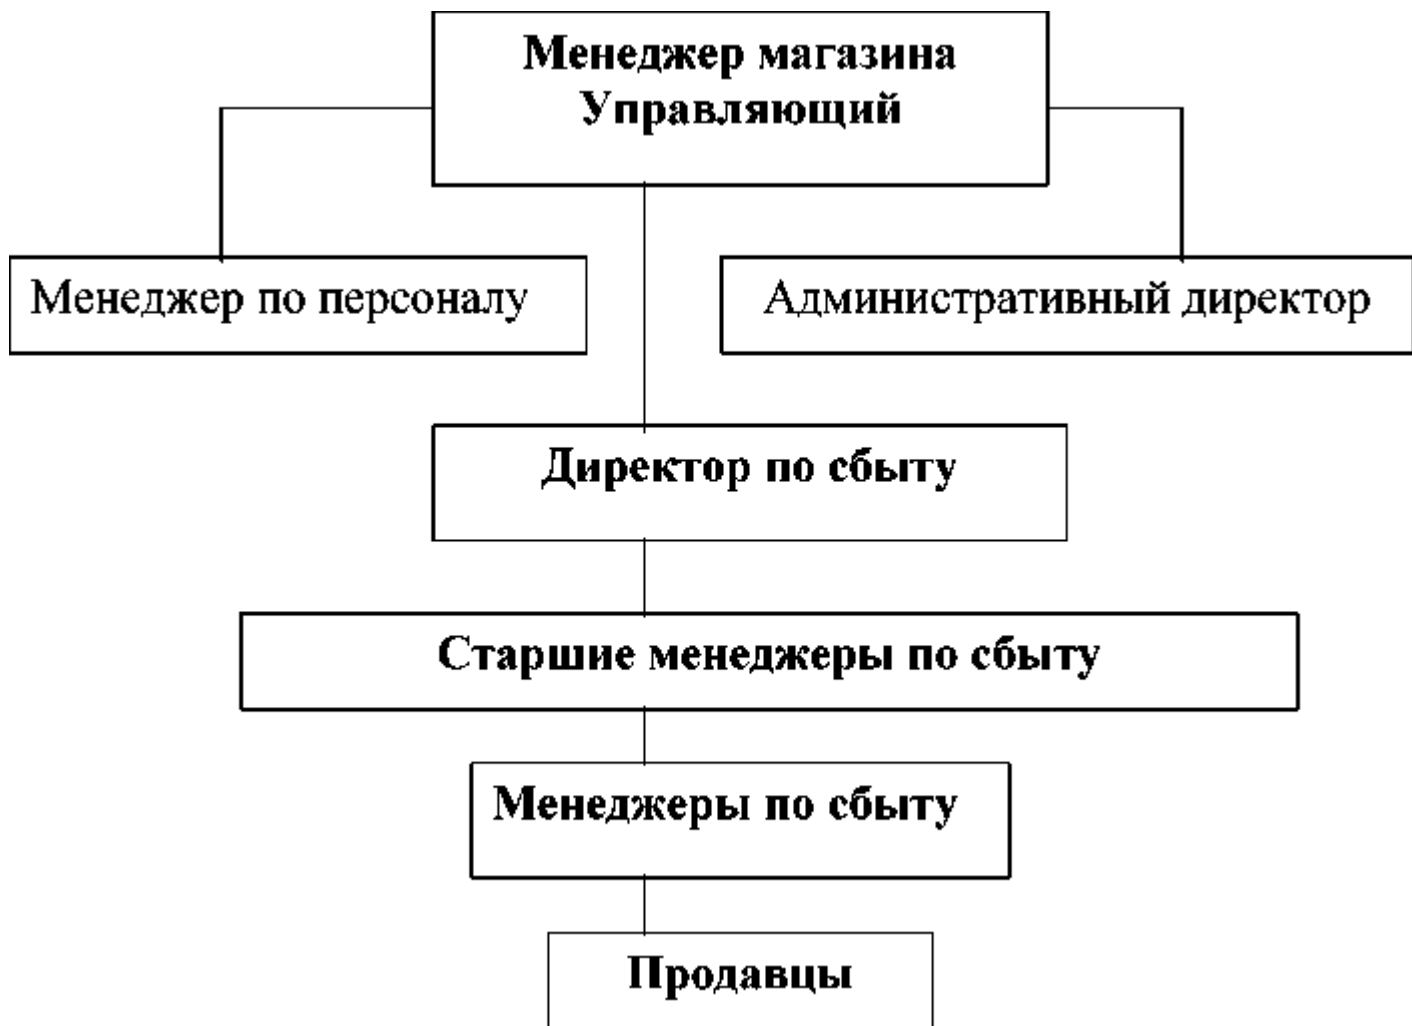 Менеджер магазина
Управляющий
Менеджер по персоналу
Административный директор
Директор по сбыту
Старшие менеджеры по сбыту
Менеджеры по сбыту
Продавцы